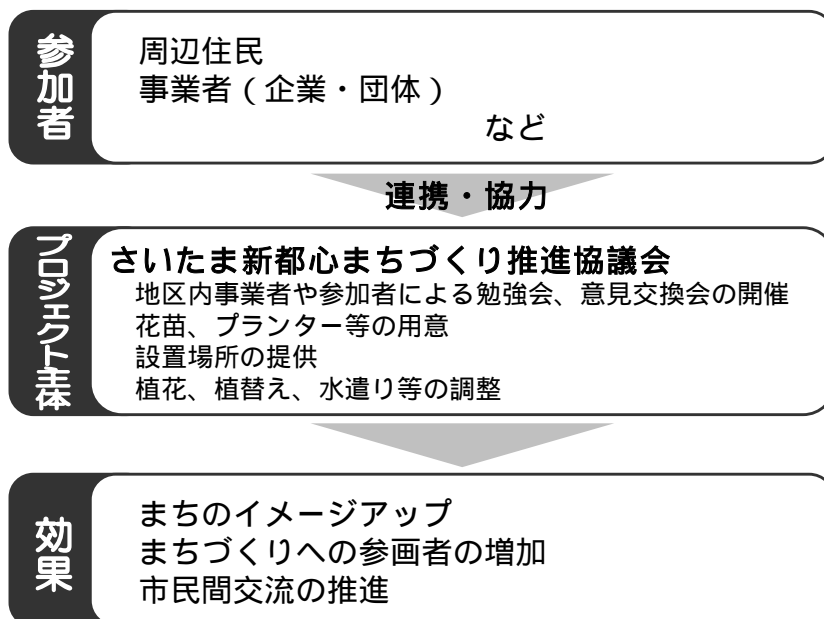 参加者
周辺住民
事業者（企業・団体）
など
連携・協力
プロジェクト主体
さいたま新都心まちづくり推進協議会
地区内事業者や参加者による勉強会、意見交換会の開催
花苗、プランター等の用意
設置場所の提供
植花、植替え、水遣り等の調整
効果
まちのイメージアップ
まちづくりへの参画者の増加
市民間交流の推進